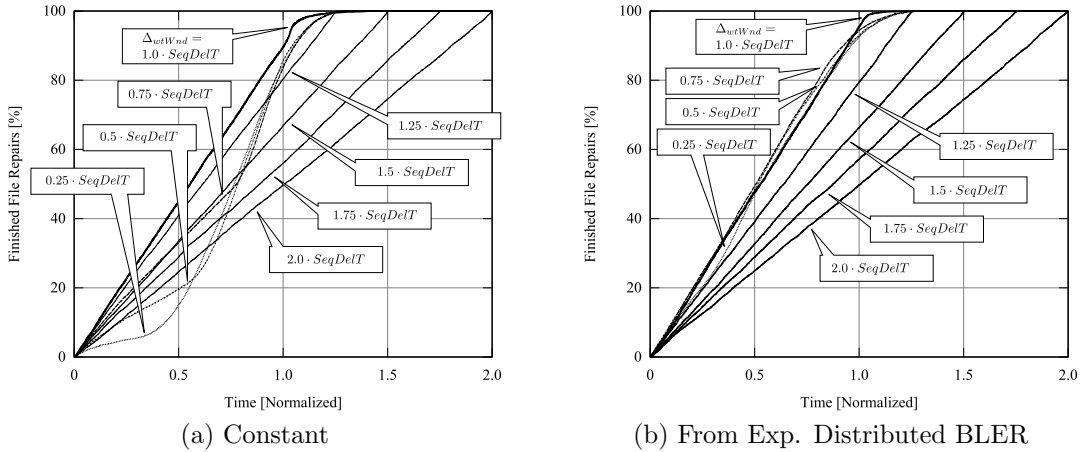 100
80
60
40
20
0
Finished File Repairs [%]
0
0.5
1.0
1.5
2.0
Time [Normalized]
ΔwtWnd =
1.0 · SeqDelT
0.75 · SeqDelT
0.5 · SeqDelT
0.25 · SeqDelT
1.25 · SeqDelT
1.5 · SeqDelT
1.75 · SeqDelT
2.0 · SeqDelT
(a) Constant
100
80
60
40
20
0
Finished File Repairs [%]
0
0.5
1.0
1.5
2.0
Time [Normalized]
ΔwtWnd =
1.0 · SeqDelT
0.75 · SeqDelT
0.5 · SeqDelT
0.25 · SeqDelT
1.25 · SeqDelT
1.5 · SeqDelT
1.75 · SeqDelT
2.0 · SeqDelT
(b) From Exp. Distributed BLER